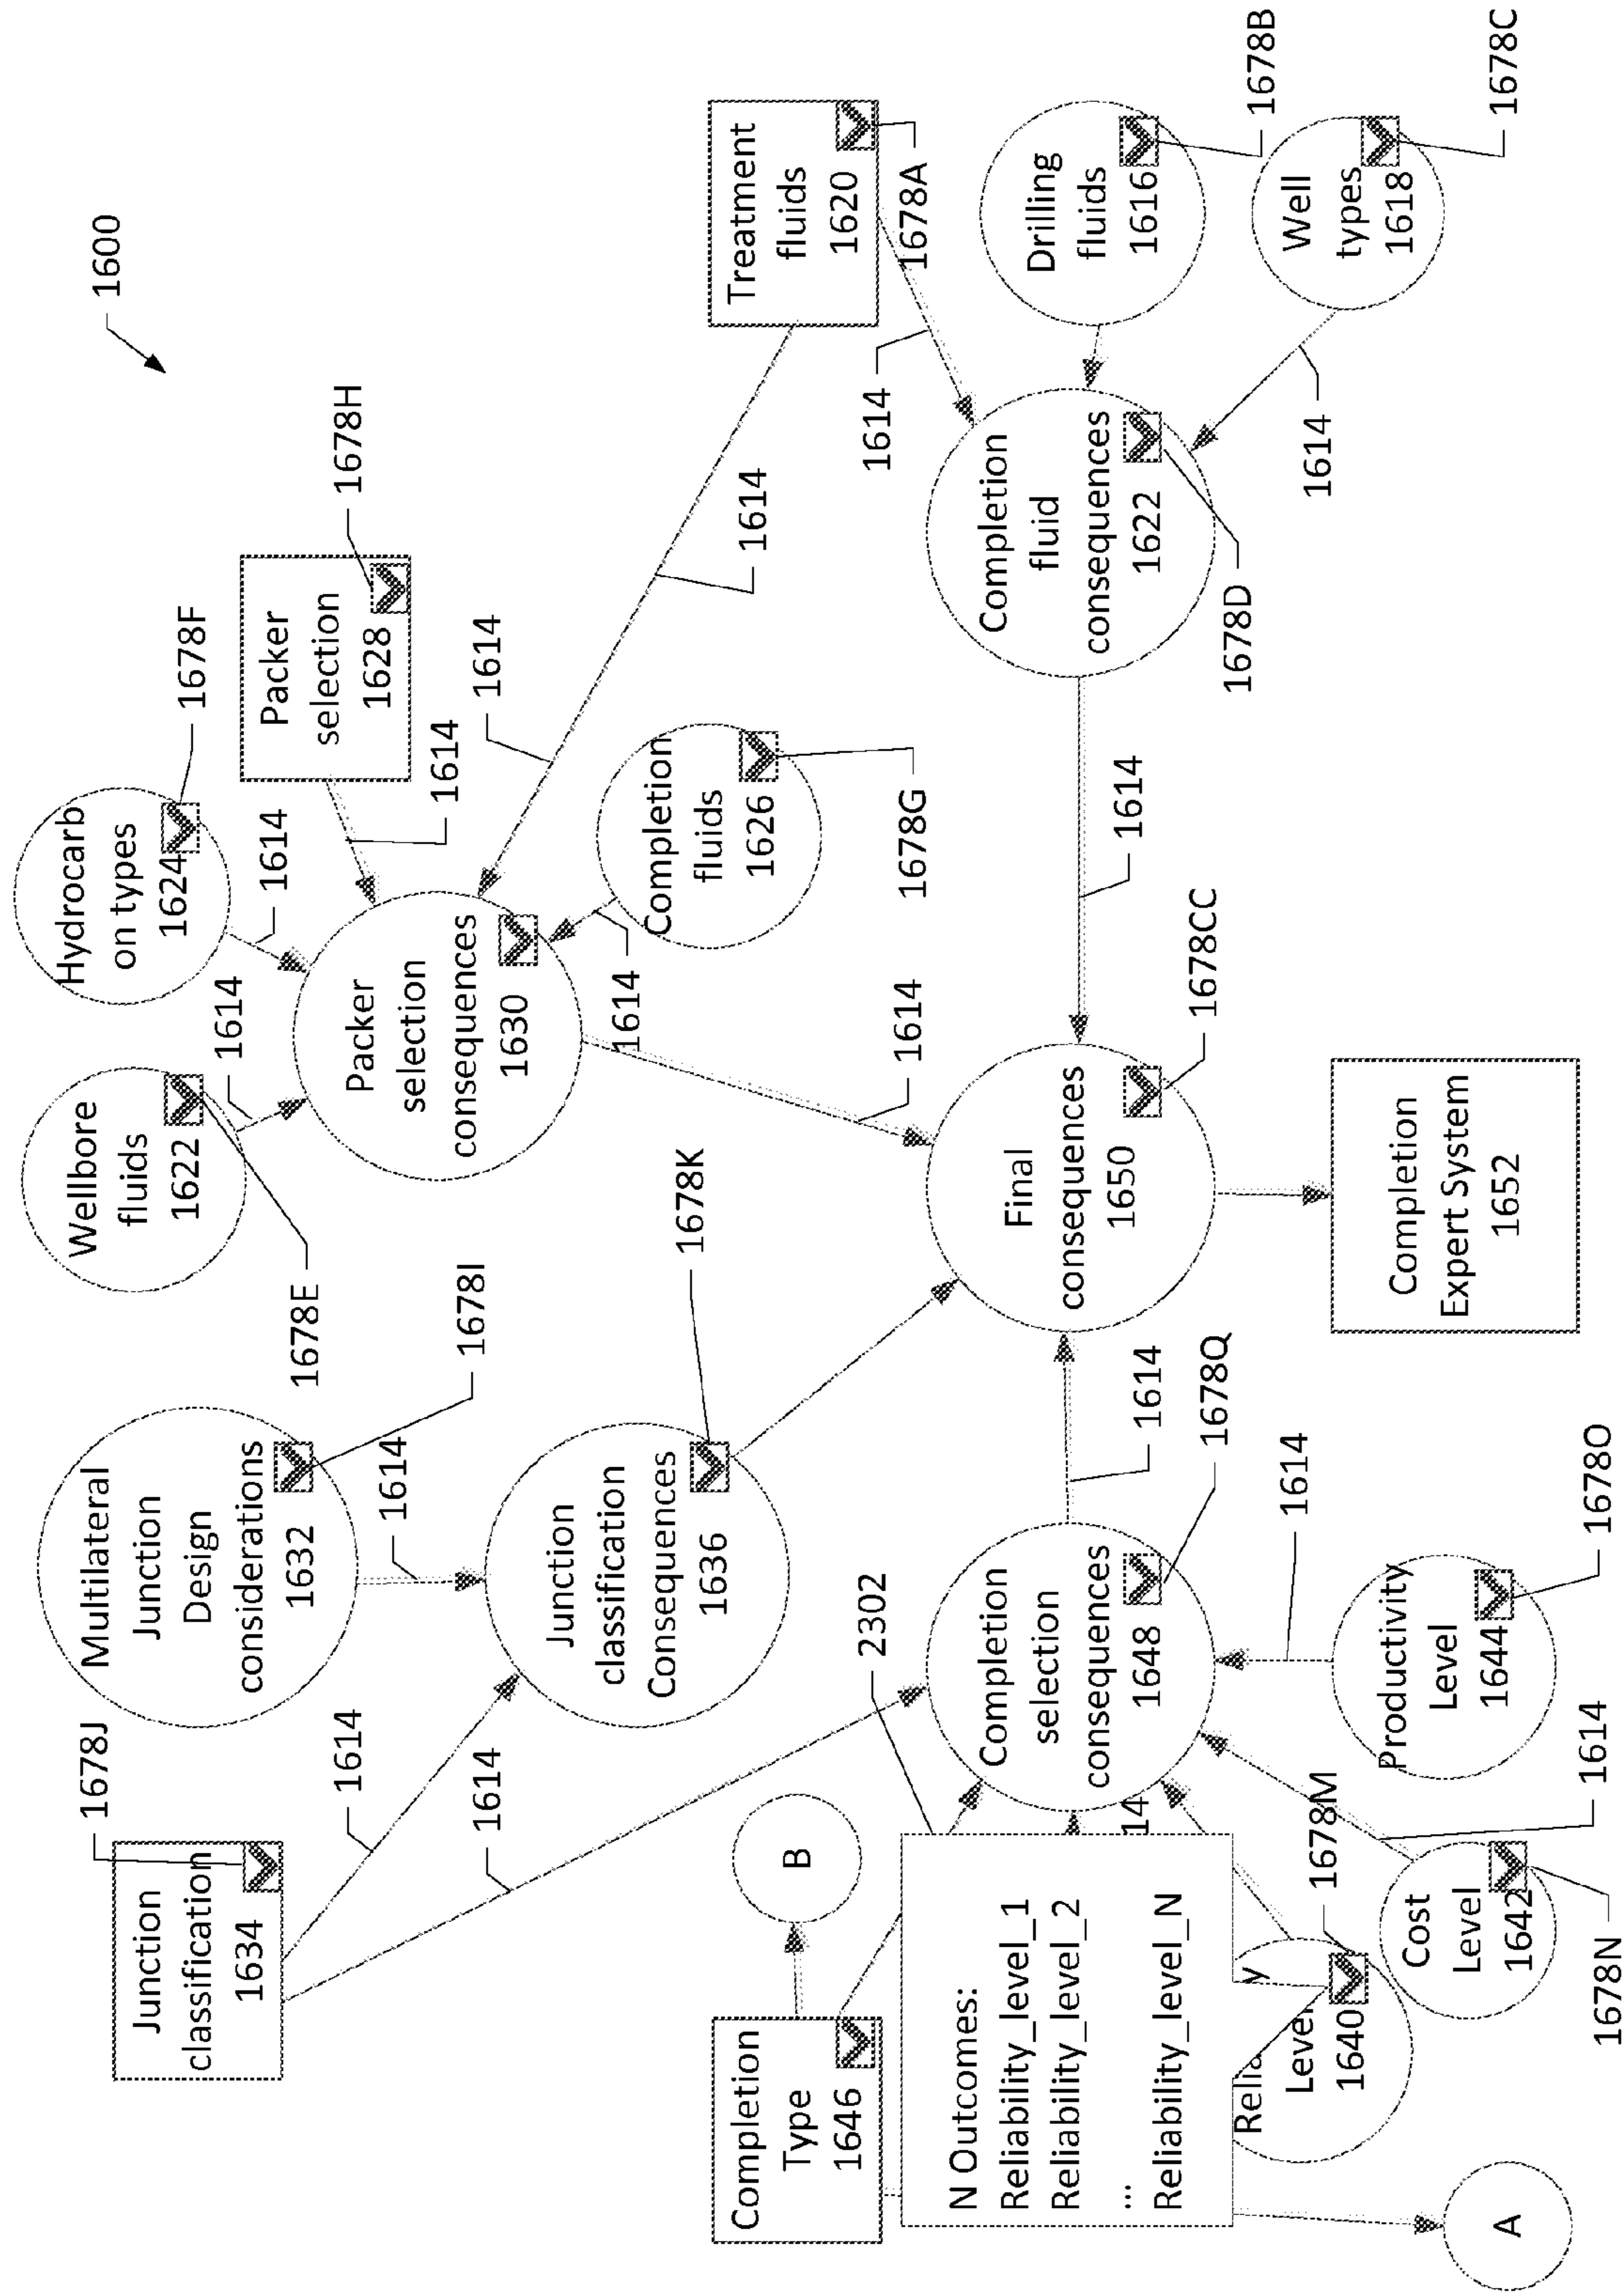 1600
Hydrocarb
on types
1624
1678F
1614
Packer
selection
1628
1678H
1614
Wellbore
fluids
1622
1678E
1614
Packer
selection
consequences
1630
1614
1614
Completion
fluids
1626
1678G
1614
Treatment
fluids
1620
1678A
1614
Drilling
fluids
1616
1678B
Well
types
1618
1678C
1614
Completion
fluid
consequences
1622
1678D
1614
1614
Multilateral
Junction
Design
considerations
1632
1678I
1614
Junction
classification
1634
1678J
1614
1614
Junction
classification
Consequences
1636
1678K
Final
consequences
1650
1678CC
Completion
Expert System
1652
Completion
selection
consequences
1648
1678Q
1614
Productivity
Level
1644
1678O
1614
Cost
Level
1642
1678N
1614
1678M
Level
1640
14
2302
N Outcomes:
Reliability_level_1
Reliability_level_2
...
Reliability_level_N
Completion
Type
1646
B
A